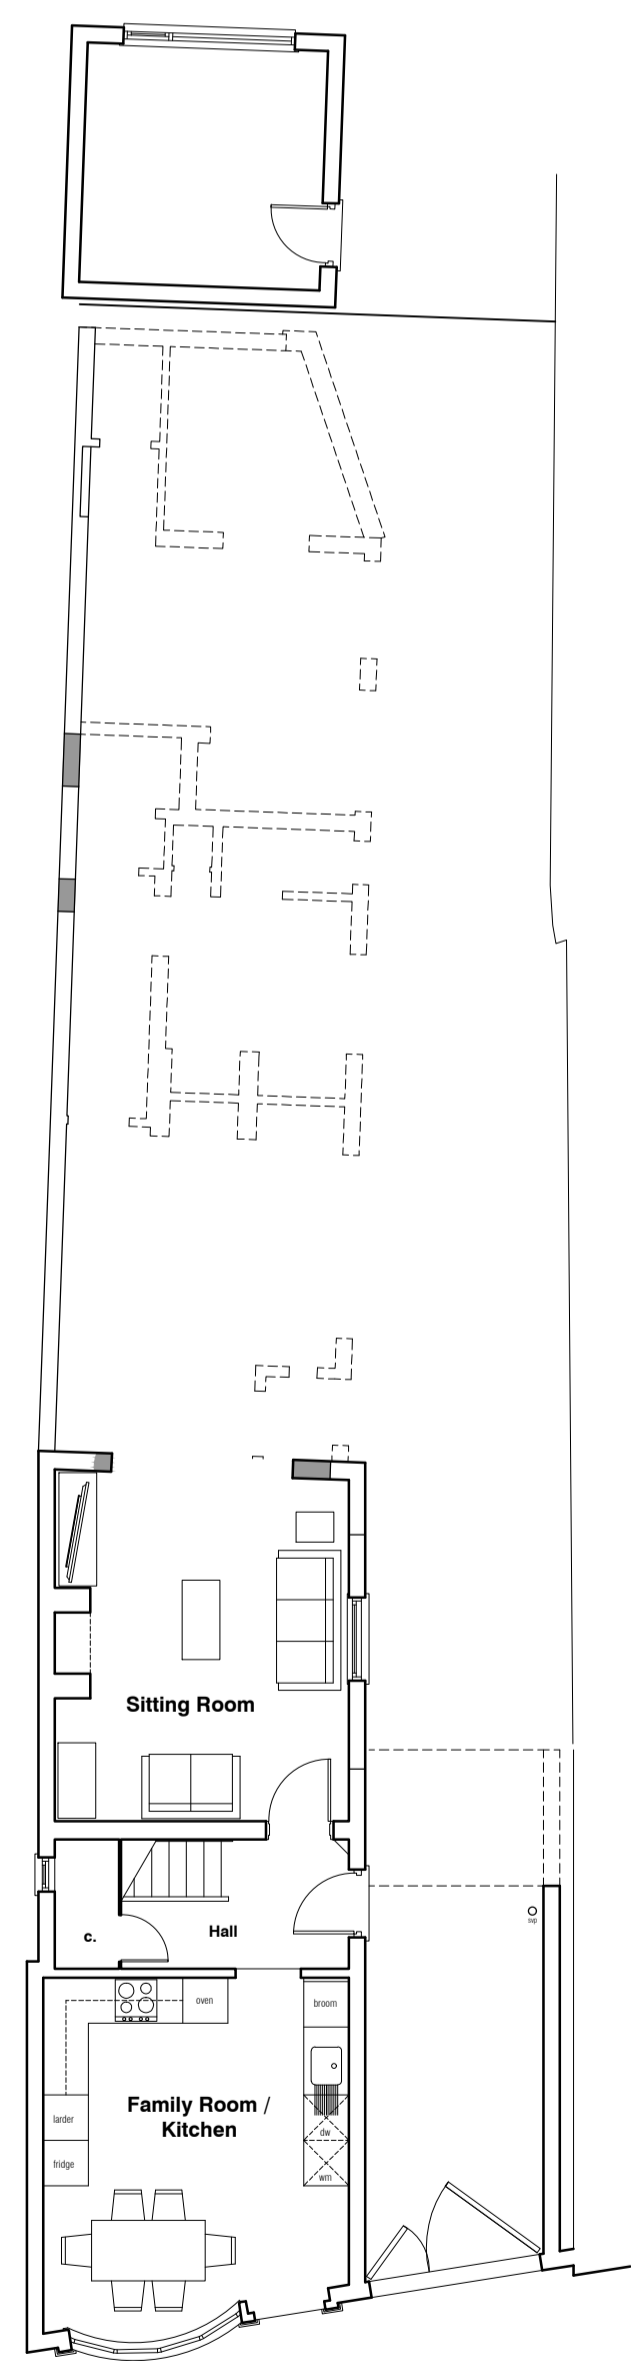 Sitting Room
c.
Hall
svp
oven
broom
Family Room /
Kitchen
larder
dw
fridge
wm